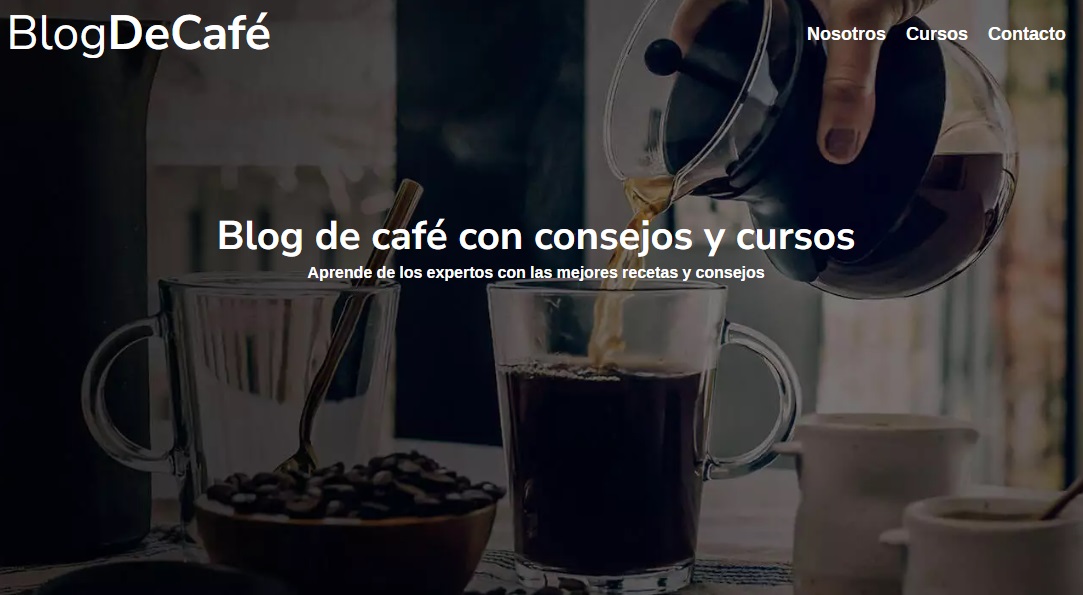 BlogDeCafé
Nosotros Cursos Contacto
Blog de café con consejos y cursos
Aprende de los expertos con las mejores recetas y consejos